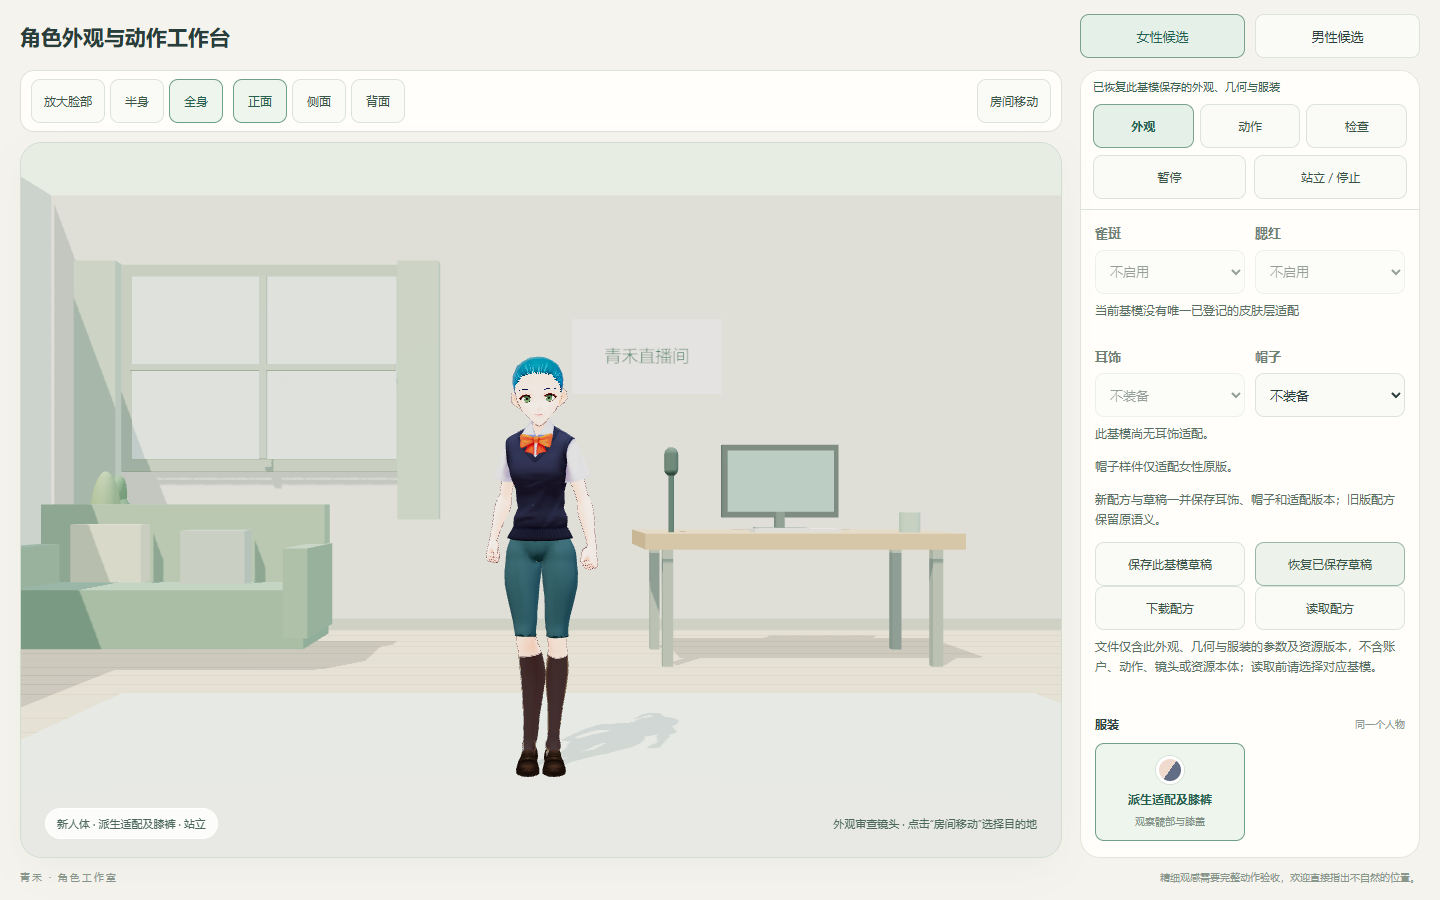 角色外观与动作工作台
女性候选
男性候选
放大脸部
半身
全身
正面
侧面
背面
房间移动
已恢复此基模保存的外观、几何与服装
外观
动作
检查
暂停
站立 / 停止
雀斑
腮红
不启用
不启用
当前基模没有唯一已登记的皮肤层适配
耳饰
帽子
不装备
不装备
此基模尚无耳饰适配。
帽子样件仅适配女性原版。
新配方与草稿一并保存耳饰、帽子和适配版本；旧版配方
保留原语义。
保存此基模草稿
恢复已保存草稿
下载配方
读取配方
文件仅含此外观、几何与服装的参数及资源版本，不含账
户、动作、镜头或资源本体；读取前请选择对应基模。
服装
同一个人物
派生适配及膝裤
观察髋部与膝盖
青禾直播间
新人体 · 派生适配及膝裤 · 站立
外观审查镜头 · 点击“房间移动”选择目的地
青禾 · 角色工作室
精细观感需要完整动作验收，欢迎直接指出不自然的位置。